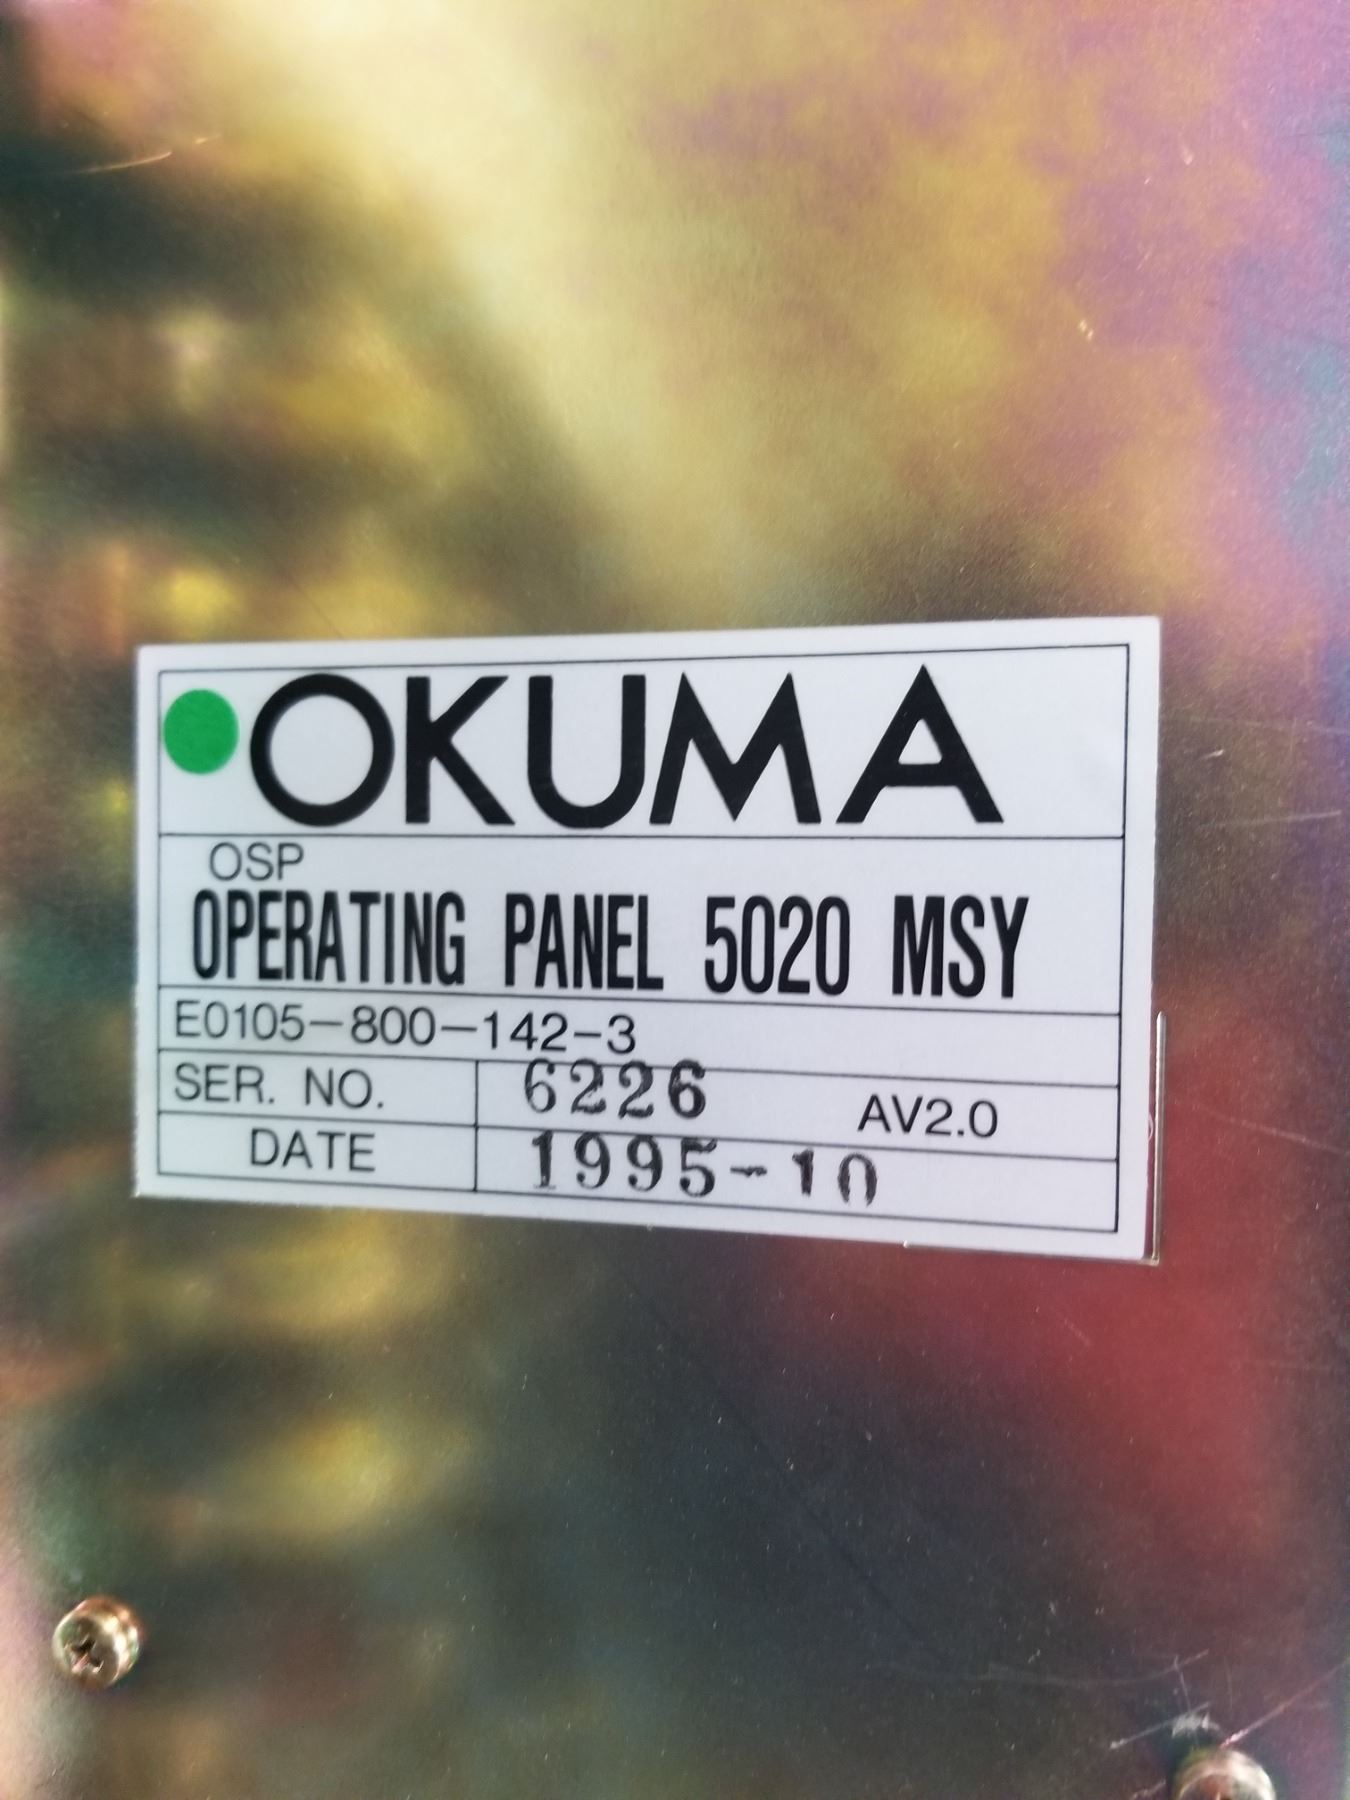 OKUMA
OSP
OPERATING PANEL 5020 MSY
E0105-800-142-3
SER. NO. 6226 AV2.0
DATE 1995-10